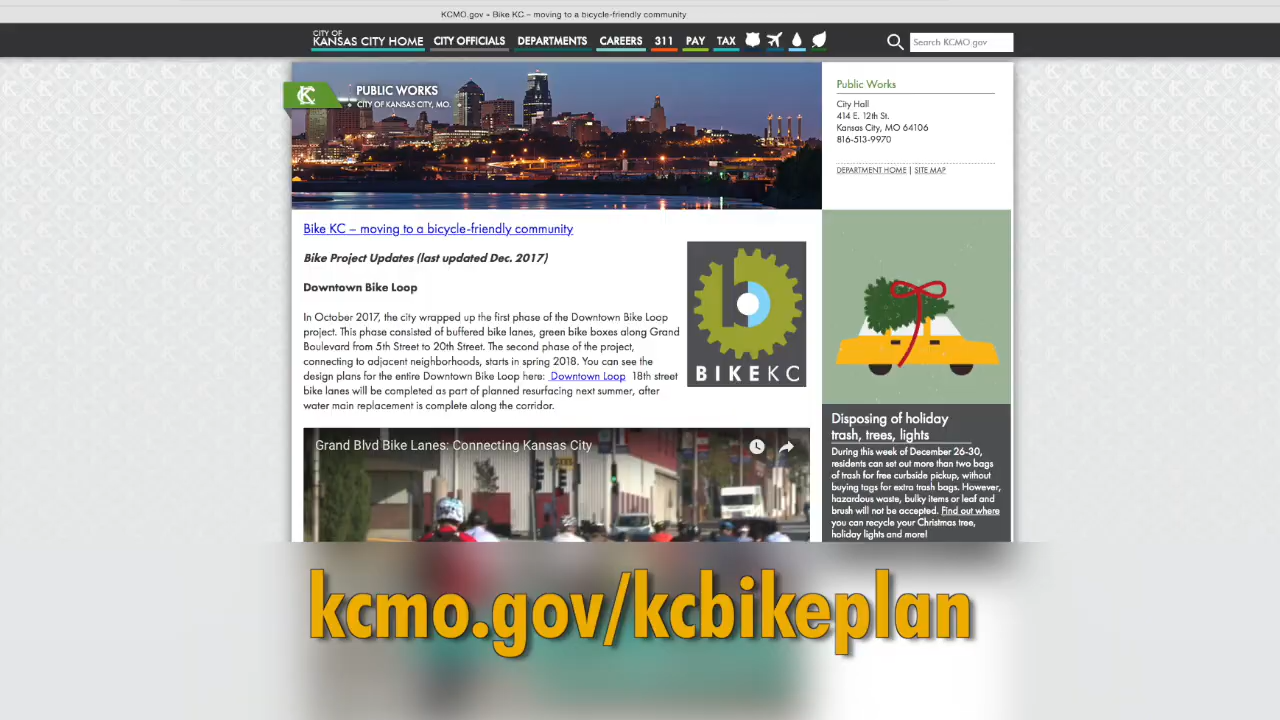 KCMO.gov » Bike KC – moving to a bicycle-friendly community
CITY OF
KANSAS CITY HOME CITY OFFICIALS DEPARTMENTS CAREERS 311 PAY TAX Search KCMO.gov
KC PUBLIC WORKS
CITY OF KANSAS CITY, MO.
Public Works
City Hall
414 E. 12th St.
Kansas City, MO 64106
816-513-9970
DEPARTMENT HOME | SITE MAP
Bike KC – moving to a bicycle-friendly community
Bike Project Updates (last updated Dec. 2017)
Downtown Bike Loop
In October 2017, the city wrapped up the first phase of the Downtown Bike Loop
project. This phase consisted of buffered bike lanes, green bike boxes along Grand
Boulevard from 5th Street to 20th Street. The second phase of the project,
connecting to adjacent neighborhoods, starts in spring 2018. You can see the
design plans for the entire Downtown Bike Loop here: Downtown Loop 18th street
bike lanes will be completed as part of planned resurfacing next summer, after
water main replacement is complete along the corridor.
b
BIKEKC
Grand Blvd Bike Lanes: Connecting Kansas City
Disposing of holiday
trash, trees, lights
During this week of December 26-30,
residents can set out more than two bags
of trash for free curbside pickup, without
buying tags for extra trash bags. However,
hazardous waste, bulky items or leaf and
brush will not be accepted. Find out where
you can recycle your Christmas tree,
holiday lights and more!
kcmo.gov/kcbikeplan